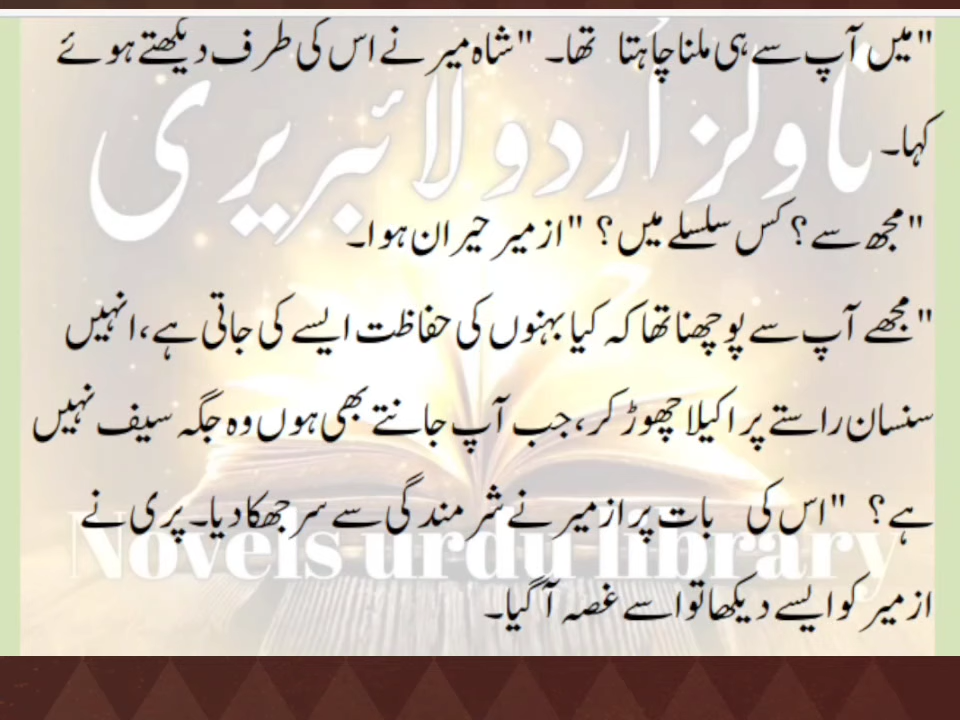 "میں آپ سے ہی ملنا چاہتا تھا۔ "شاہ میر نے اس کی طرف دیکھتے ہوئے
کہا۔
"مجھ سے؟ کس سلسلے میں؟ "ازمیر حیران ہوا۔
"مجھے آپ سے پوچھنا تھا کہ کیا بہنوں کی حفاظت ایسے کی جاتی ہے، انہیں
سنسان راستے پر اکیلا چھوڑ کر، جب آپ جانتے بھی ہوں وہ جگہ سیف نہیں
ہے؟ "اس کی بات پر ازمیر نے شرمندگی سے سر جھکا دیا۔ پری نے
ازمیر کو ایسے دیکھا تو اسے غصہ آگیا۔
ناولز اردو لائبریری
Novels urdu library